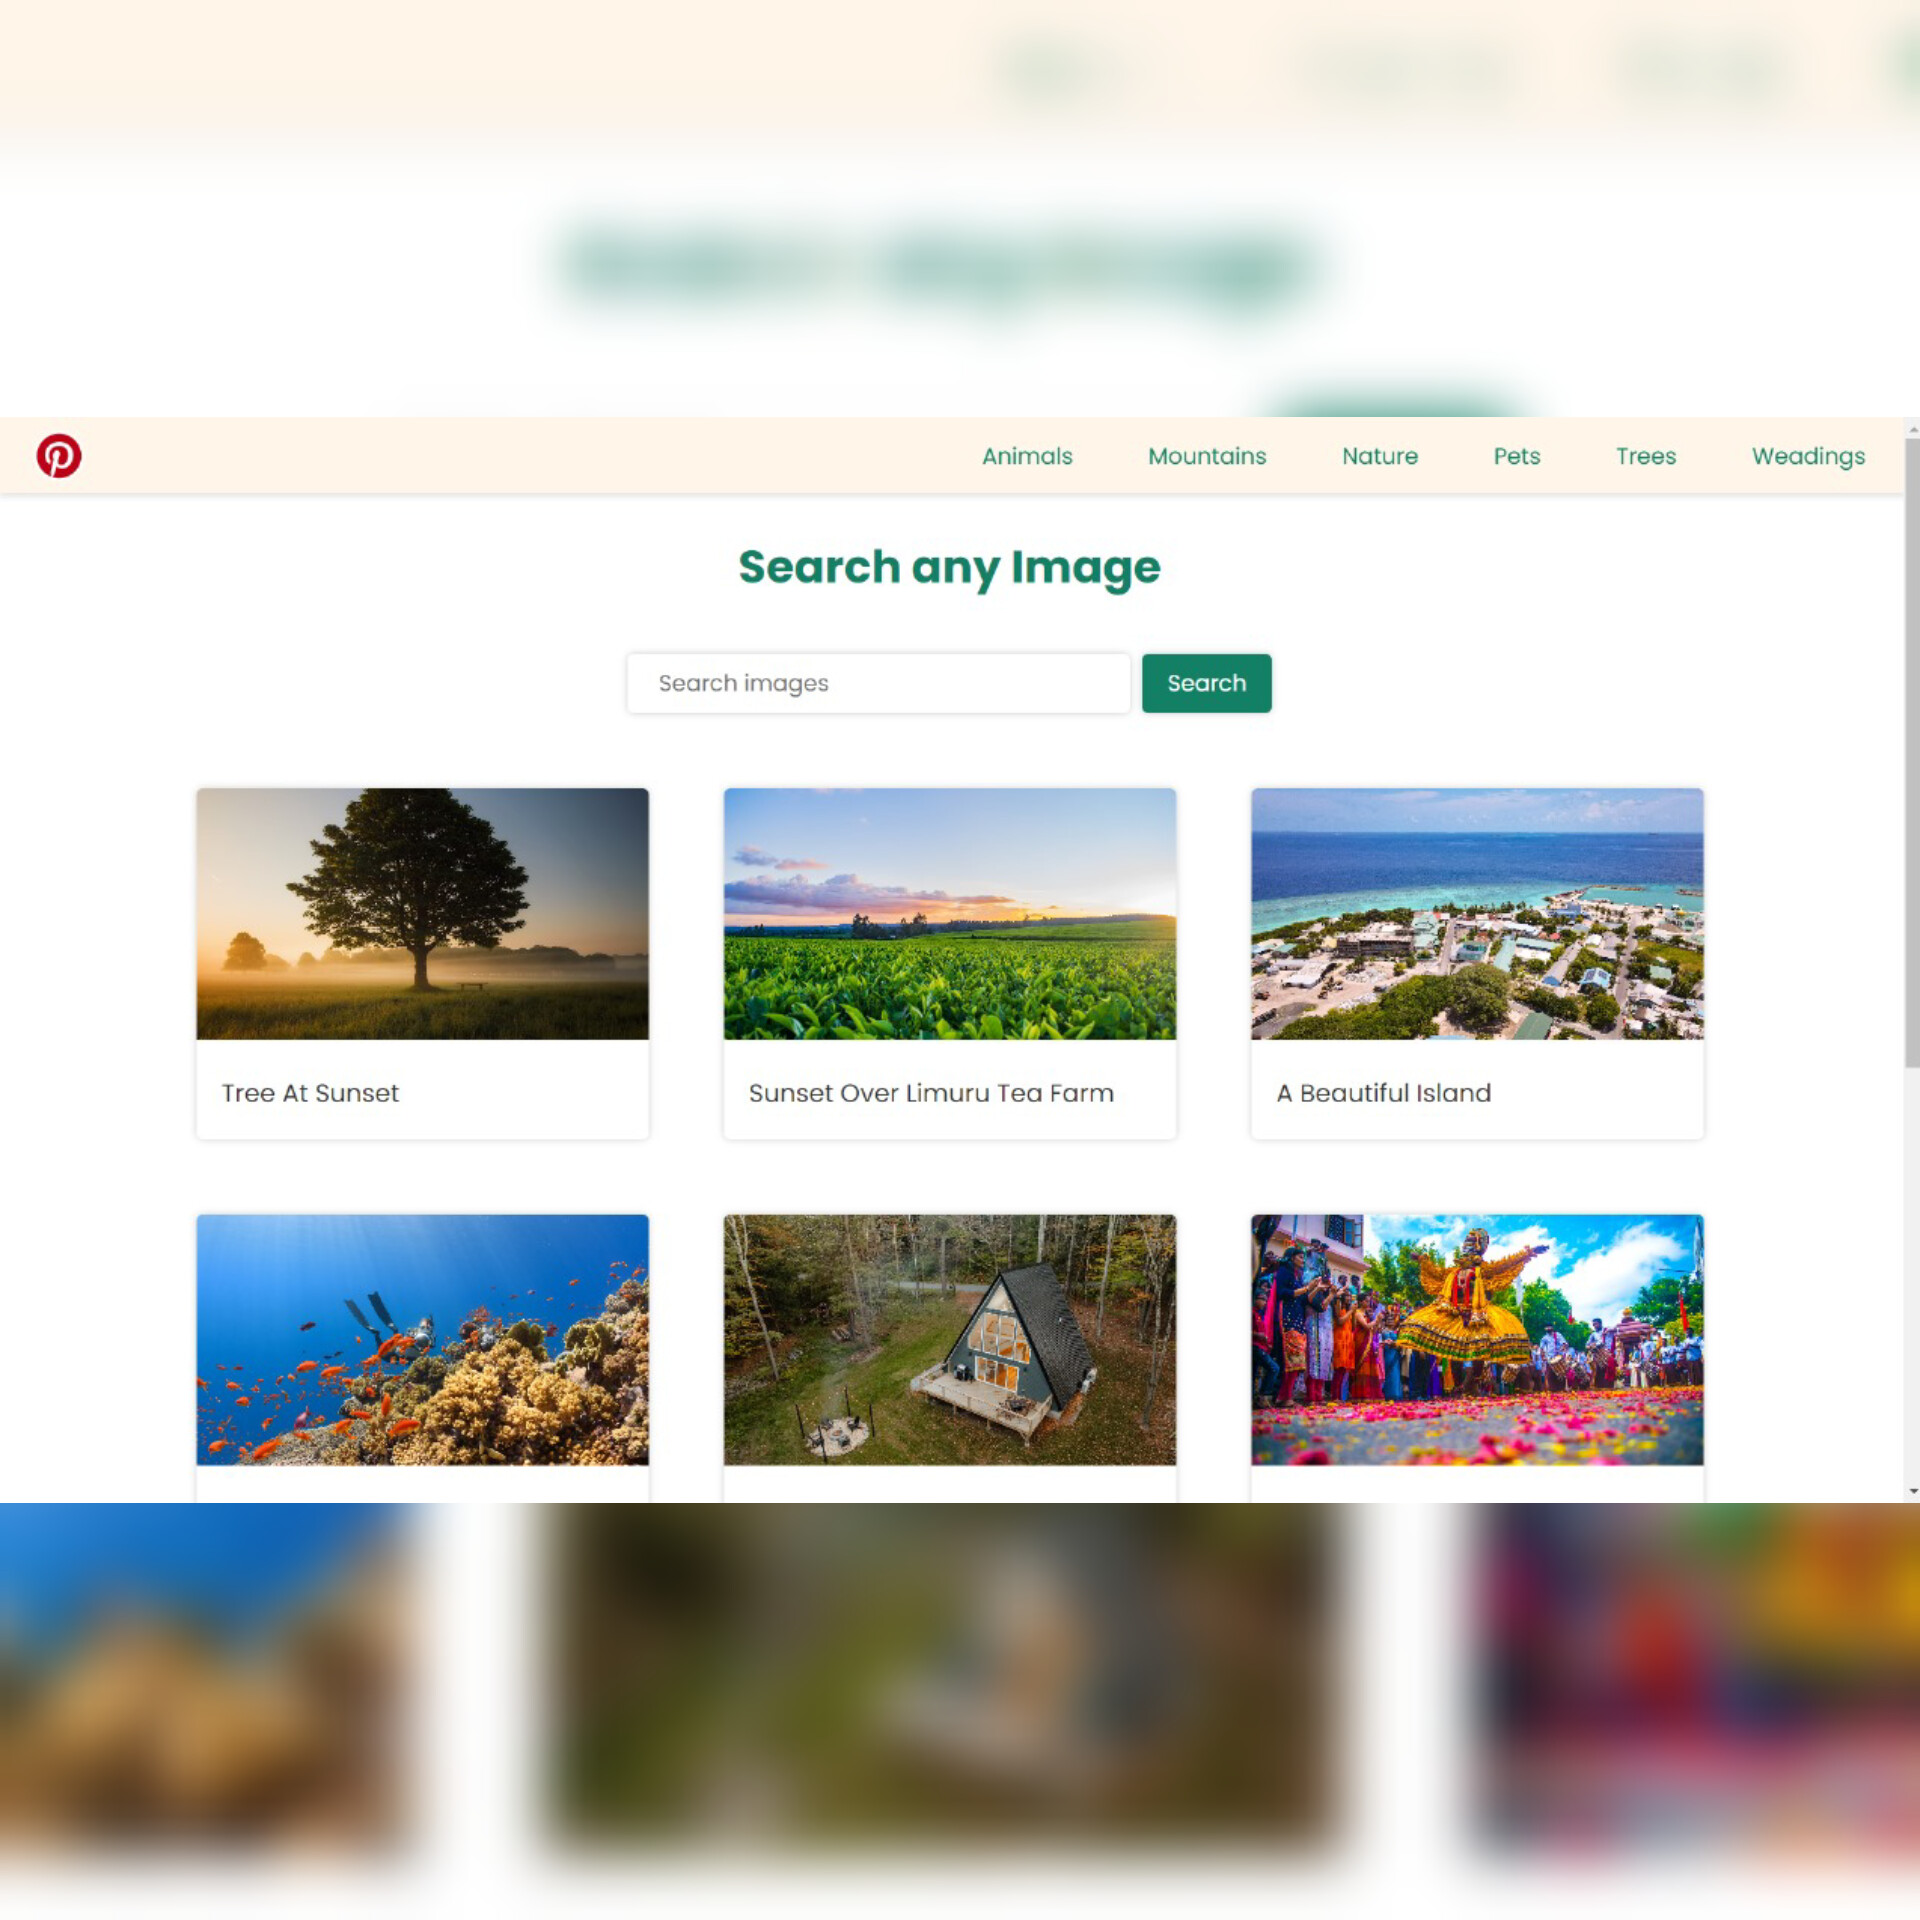 Animals Mountains Nature Pets Trees Weadings
Search any Image
Search images Search
Tree At Sunset
Sunset Over Limuru Tea Farm
A Beautiful Island